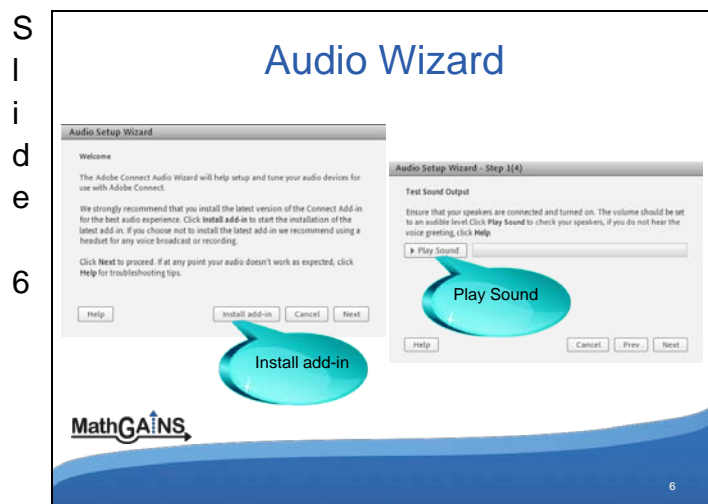 S
l
i
d
e
6
Audio Wizard
Audio Setup Wizard
Welcome
The Adobe Connect Audio Wizard will help setup and tune your audio devices for
use with Adobe Connect.
We strongly recommend that you install the latest version of the Connect Add-in
for the best audio experience. Click Install add-in to start the installation of the
latest add-in. If you choose not to install the latest add-in we recommend using a
headset for any voice broadcast or recording.
Click Next to proceed. If at any point your audio doesn't work as expected, click
Help for troubleshooting tips.
Help
Install add-in
Cancel
Next
Install add-in
Audio Setup Wizard - Step 1(4)
Test Sound Output
Ensure that your speakers are connected and turned on. The volume should be set
to an audible level.Click Play Sound to check your speakers, if you do not hear the
voice greeting, click Help.
Play Sound
Play Sound
Help
Cancel
Prev
Next
MathGAINS
6